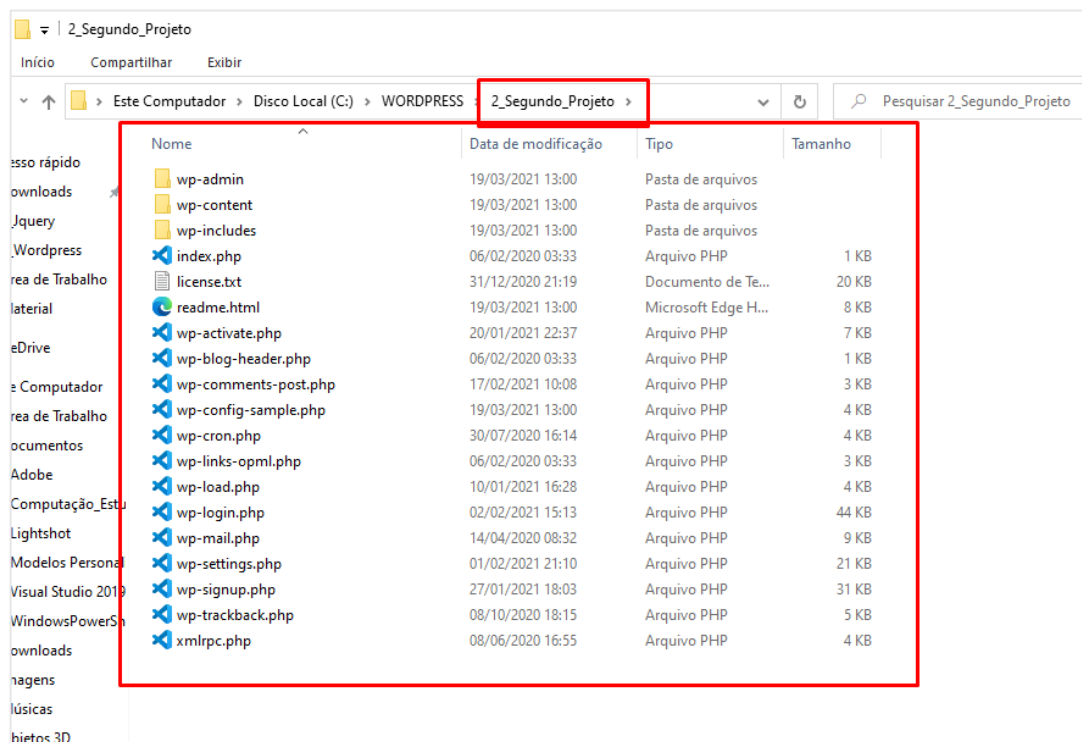 2_Segundo_Projeto
Início Compartilhar Exibir
Este Computador > Disco Local (C:) > WORDPRESS > 2_Segundo_Projeto > Pesquisar 2_Segundo_Projeto
Nome Data de modificação Tipo Tamanho
wp-admin 19/03/2021 13:00 Pasta de arquivos
wp-content 19/03/2021 13:00 Pasta de arquivos
wp-includes 19/03/2021 13:00 Pasta de arquivos
index.php 06/02/2020 03:33 Arquivo PHP 1 KB
license.txt 31/12/2020 21:19 Documento de Te... 20 KB
readme.html 19/03/2021 13:00 Microsoft Edge H... 8 KB
wp-activate.php 20/01/2021 22:37 Arquivo PHP 7 KB
wp-blog-header.php 06/02/2020 03:33 Arquivo PHP 1 KB
wp-comments-post.php 17/02/2021 10:08 Arquivo PHP 3 KB
wp-config-sample.php 19/03/2021 13:00 Arquivo PHP 4 KB
wp-cron.php 30/07/2020 16:14 Arquivo PHP 4 KB
wp-links-opml.php 06/02/2020 03:33 Arquivo PHP 3 KB
wp-load.php 10/01/2021 16:28 Arquivo PHP 4 KB
wp-login.php 02/02/2021 15:13 Arquivo PHP 44 KB
wp-mail.php 14/04/2020 08:32 Arquivo PHP 9 KB
wp-settings.php 01/02/2021 21:10 Arquivo PHP 21 KB
wp-signup.php 27/01/2021 18:03 Arquivo PHP 31 KB
wp-trackback.php 08/10/2020 18:15 Arquivo PHP 5 KB
xmlrpc.php 08/06/2020 16:55 Arquivo PHP 4 KB
esso rápido
ownloads
Jquery
_Wordpress
rea de Trabalho
laterial
eDrive
e Computador
rea de Trabalho
ocumentos
Adobe
Computação_Estu
Lightshot
Modelos Personal
Visual Studio 2019
WindowsPowerSh
ownloads
nagens
lúsicas
bjetos 3D